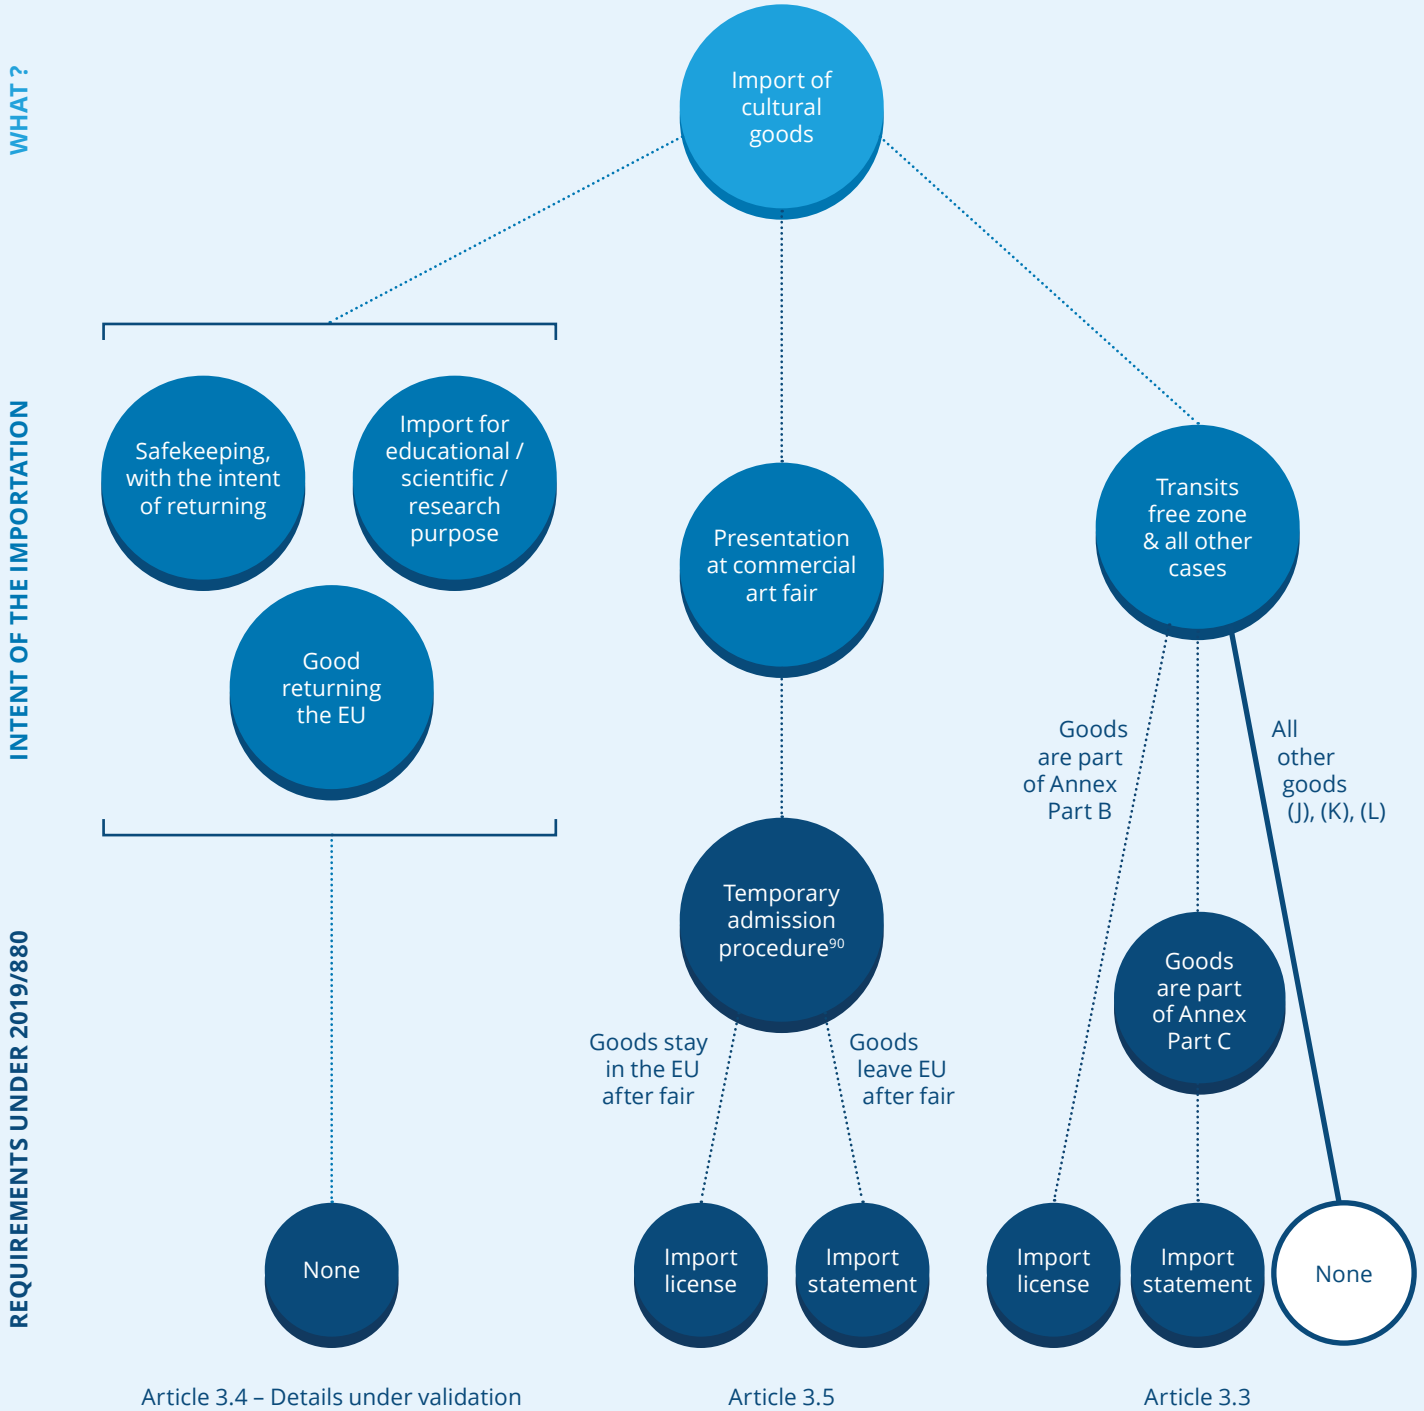 WHAT ?
Import of
cultural
goods
INTENT OF THE IMPORTATION
Safekeeping,
with the intent
of returning
Import for
educational /
scientific /
research
purpose
Good
returning
the EU
Presentation
at commercial
art fair
Transits
free zone
& all other
cases
Goods
are part
of Annex
Part B
All
other
goods
(J), (K), (L)
REQUIREMENTS UNDER 2019/880
Temporary
admission
procedure90
Goods
are part
of Annex
Part C
Goods stay
in the EU
after fair
Goods
leave EU
after fair
None
Import
license
Import
statement
Import
license
Import
statement
None
Article 3.4 – Details under validation
Article 3.5
Article 3.3